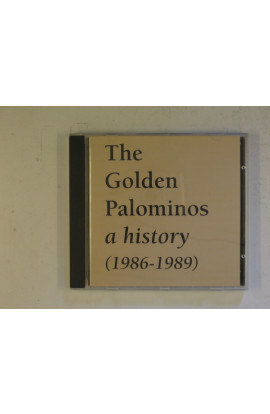 The
Golden
Palominos
a history
(1986-1989)